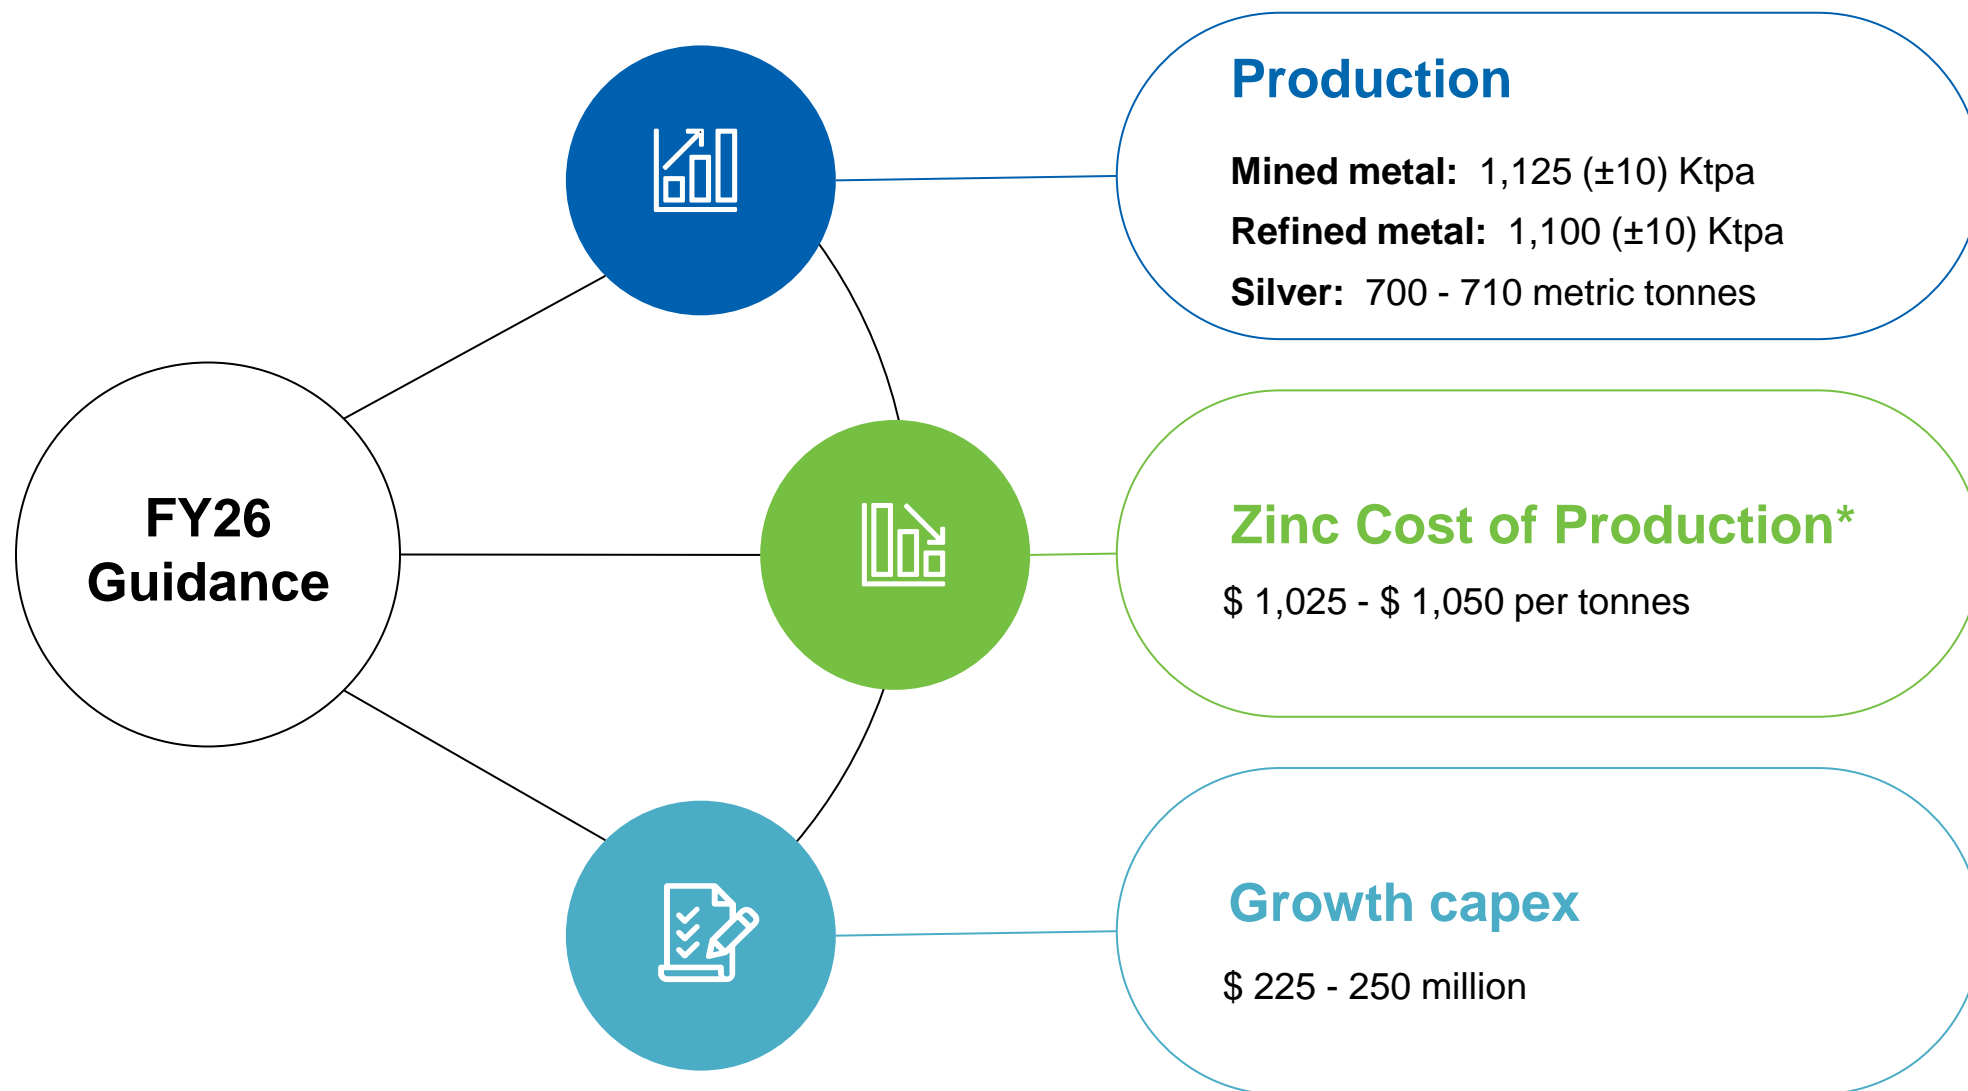 FY26
Guidance
Production
Mined metal: 1,125 (±10) Ktpa
Refined metal: 1,100 (±10) Ktpa
Silver: 700 - 710 metric tonnes
Zinc Cost of Production*
$ 1,025 - $ 1,050 per tonnes
Growth capex
$ 225 - 250 million